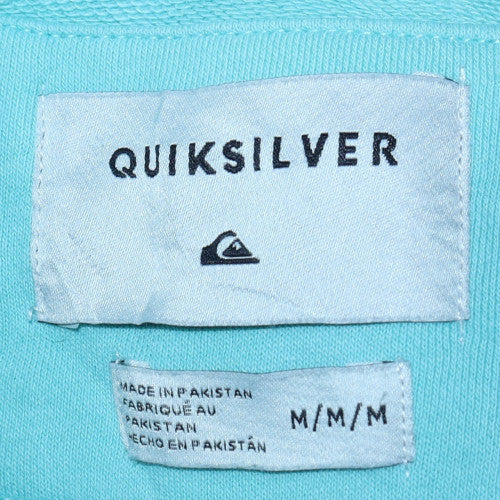 QUIKSILVER
MADE IN PAKISTAN
FABRIQUÉ AU
PAKISTAN
HECHO EN PAKISTÁN
M/M/M